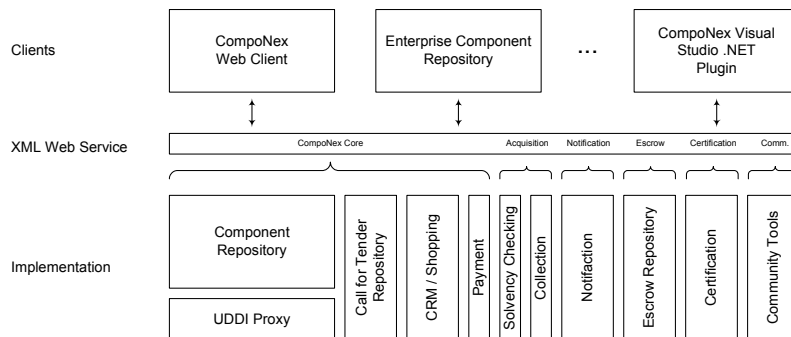 Clients
CompoNex
Web Client
Enterprise Component
Repository
...
CompoNex Visual
Studio .NET
Plugin
XML Web Service
CompoNex Core
Acquisition
Notification
Escrow
Certification
Comm.
Implementation
Component
Repository
UDDI Proxy
Call for Tender
Repository
CRM / Shopping
Payment
Solvency Checking
Collection
Notifaction
Escrow Repository
Certification
Community Tools